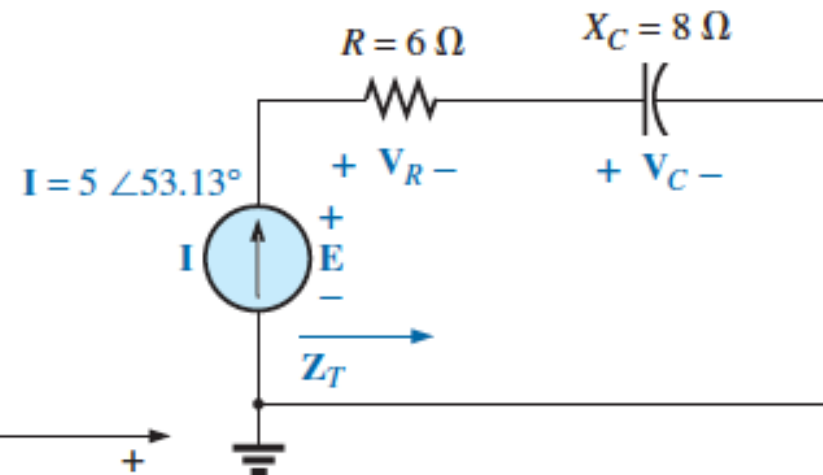 R = 6 Ω
X_C = 8 Ω
+ V_R –
+ V_C –
I = 5 ∠53.13°
+
I
E
–
Z_T
+